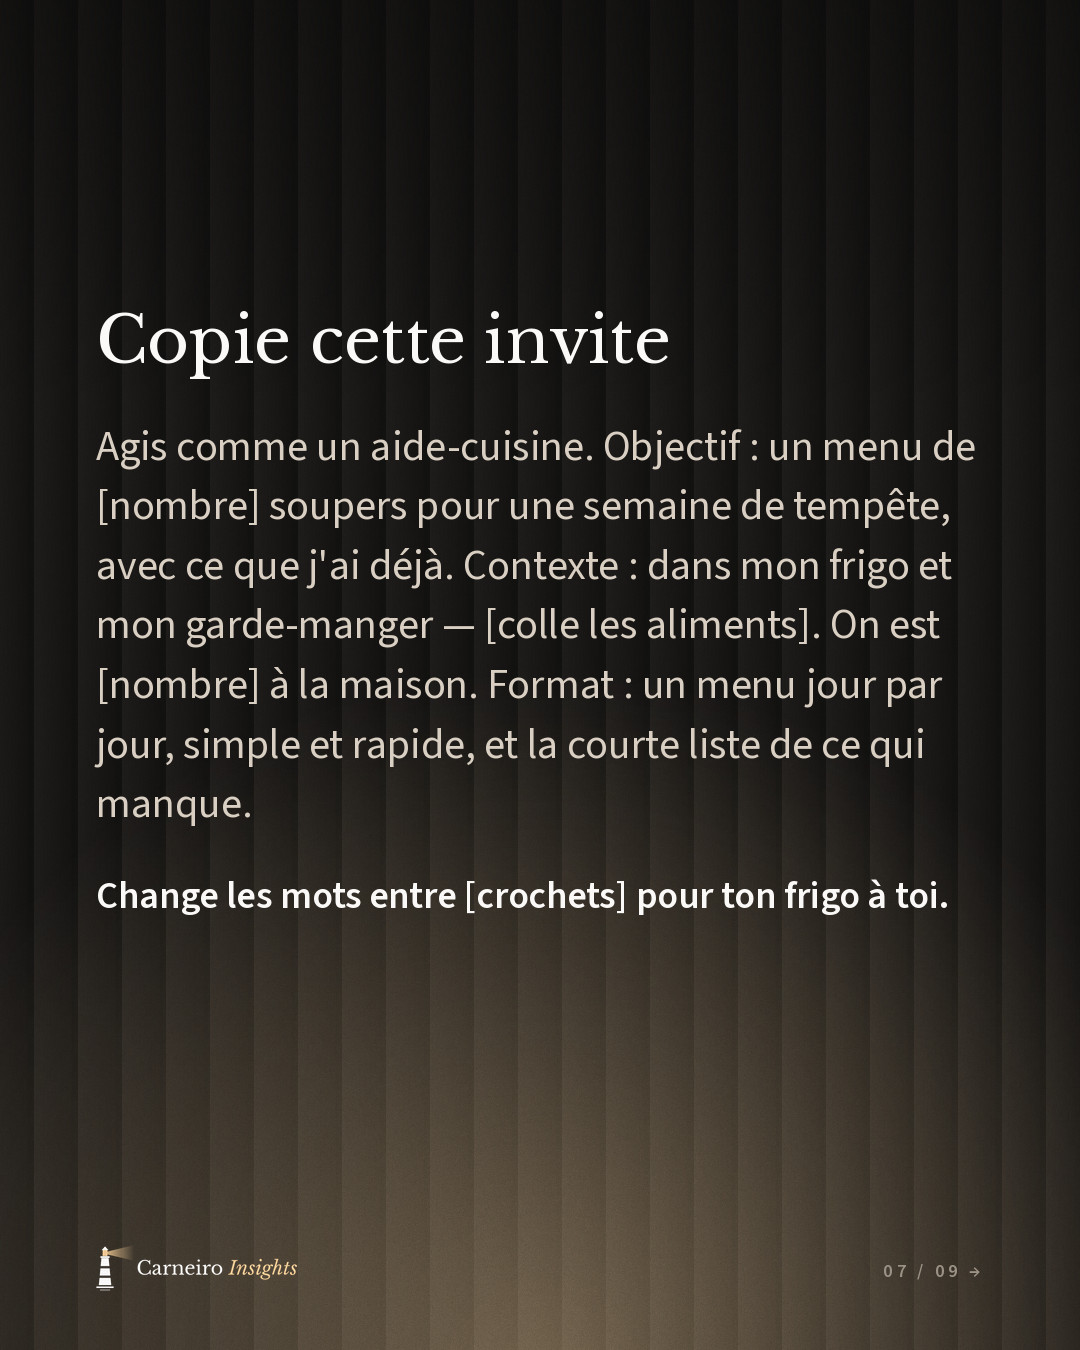 Copie cette invite
Agis comme un aide-cuisine. Objectif : un menu de
[nombre] soupers pour une semaine de tempête,
avec ce que j'ai déjà. Contexte : dans mon frigo et
mon garde-manger — [colle les aliments]. On est
[nombre] à la maison. Format : un menu jour par
jour, simple et rapide, et la courte liste de ce qui
manque.
Change les mots entre [crochets] pour ton frigo à toi.
Carneiro Insights
07 / 09 →